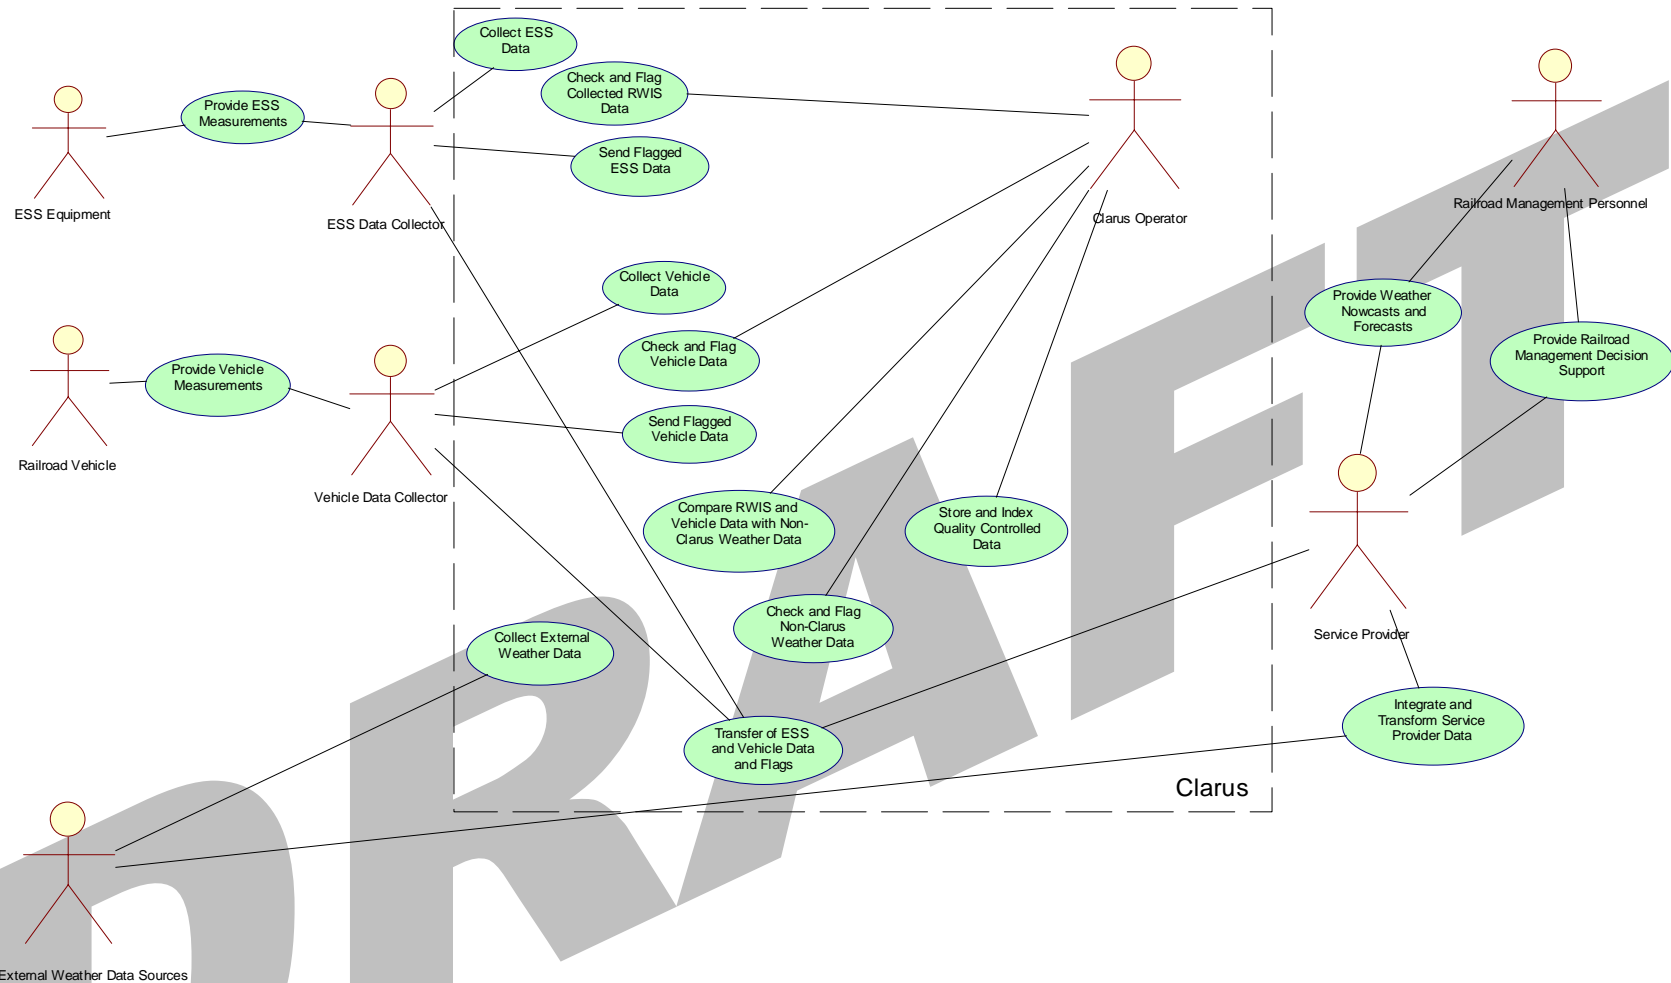 Collect ESS
Data
Check and Flag
Collected RWIS
Data
Provide ESS
Measurements
Send Flagged
ESS Data
ESS Equipment
ESS Data Collector
Clarus Operator
Railroad Management Personnel
Collect Vehicle
Data
Provide Weather
Nowcasts and
Forecasts
Check and Flag
Vehicle Data
Provide Railroad
Management Decision
Support
Provide Vehicle
Measurements
Send Flagged
Vehicle Data
Railroad Vehicle
Vehicle Data Collector
Compare RWIS and
Vehicle Data with Non-
Clarus Weather Data
Store and Index
Quality Controlled
Data
Check and Flag
Non-Clarus
Weather Data
Service Provider
Collect External
Weather Data
Transfer of ESS
and Vehicle Data
and Flags
Integrate and
Transform Service
Provider Data
Clarus
External Weather Data Sources
DRAFT